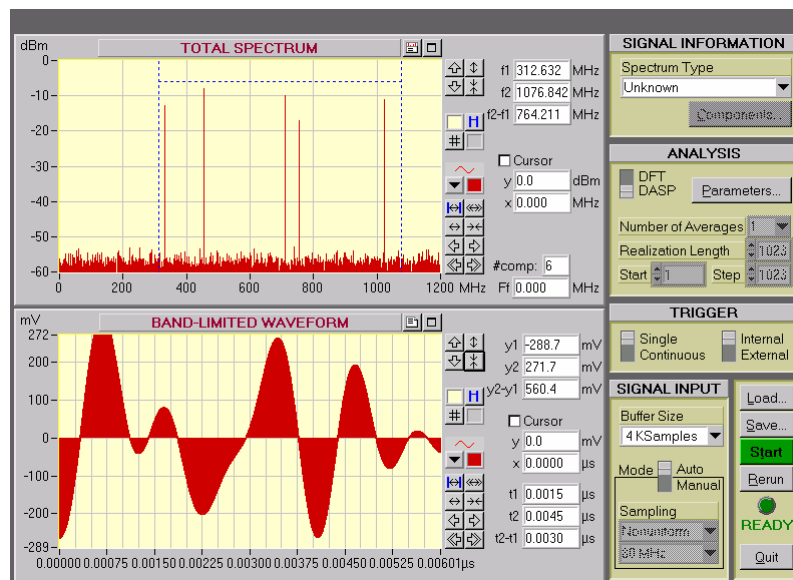 dBm
TOTAL SPECTRUM
0
-10
-20
-30
-40
-50
-60
0 200 400 600 800 1000 1200 MHz
f1 312.632 MHz
f2 1076.842 MHz
f2-f1 764.211 MHz
H
#
Cursor
y 0.0 dBm
x 0.000 MHz
#comp: 6
Ff 0.000 MHz
mV
BAND-LIMITED WAVEFORM
272
200
100
0
-100
-200
-289
0.00000 0.00075 0.00150 0.00225 0.00300 0.00375 0.00450 0.00525 0.00601µs
y1 -288.7 mV
y2 271.7 mV
y2-y1 560.4 mV
H
#
Cursor
y 0.0 mV
x 0.0000 µs
t1 0.0015 µs
t2 0.0045 µs
t2-t1 0.0030 µs
SIGNAL INFORMATION
Spectrum Type
Unknown
Components...
ANALYSIS
DFT
DASP
Parameters...
Number of Averages 1
Realization Length 1023
Start 1 Step 1023
TRIGGER
Single
Continuous
Internal
External
SIGNAL INPUT
Buffer Size
4 KSamples
Mode
Auto
Manual
Sampling
Nonuniform
80 MHz
Load...
Save...
Start
Rerun
READY
Quit